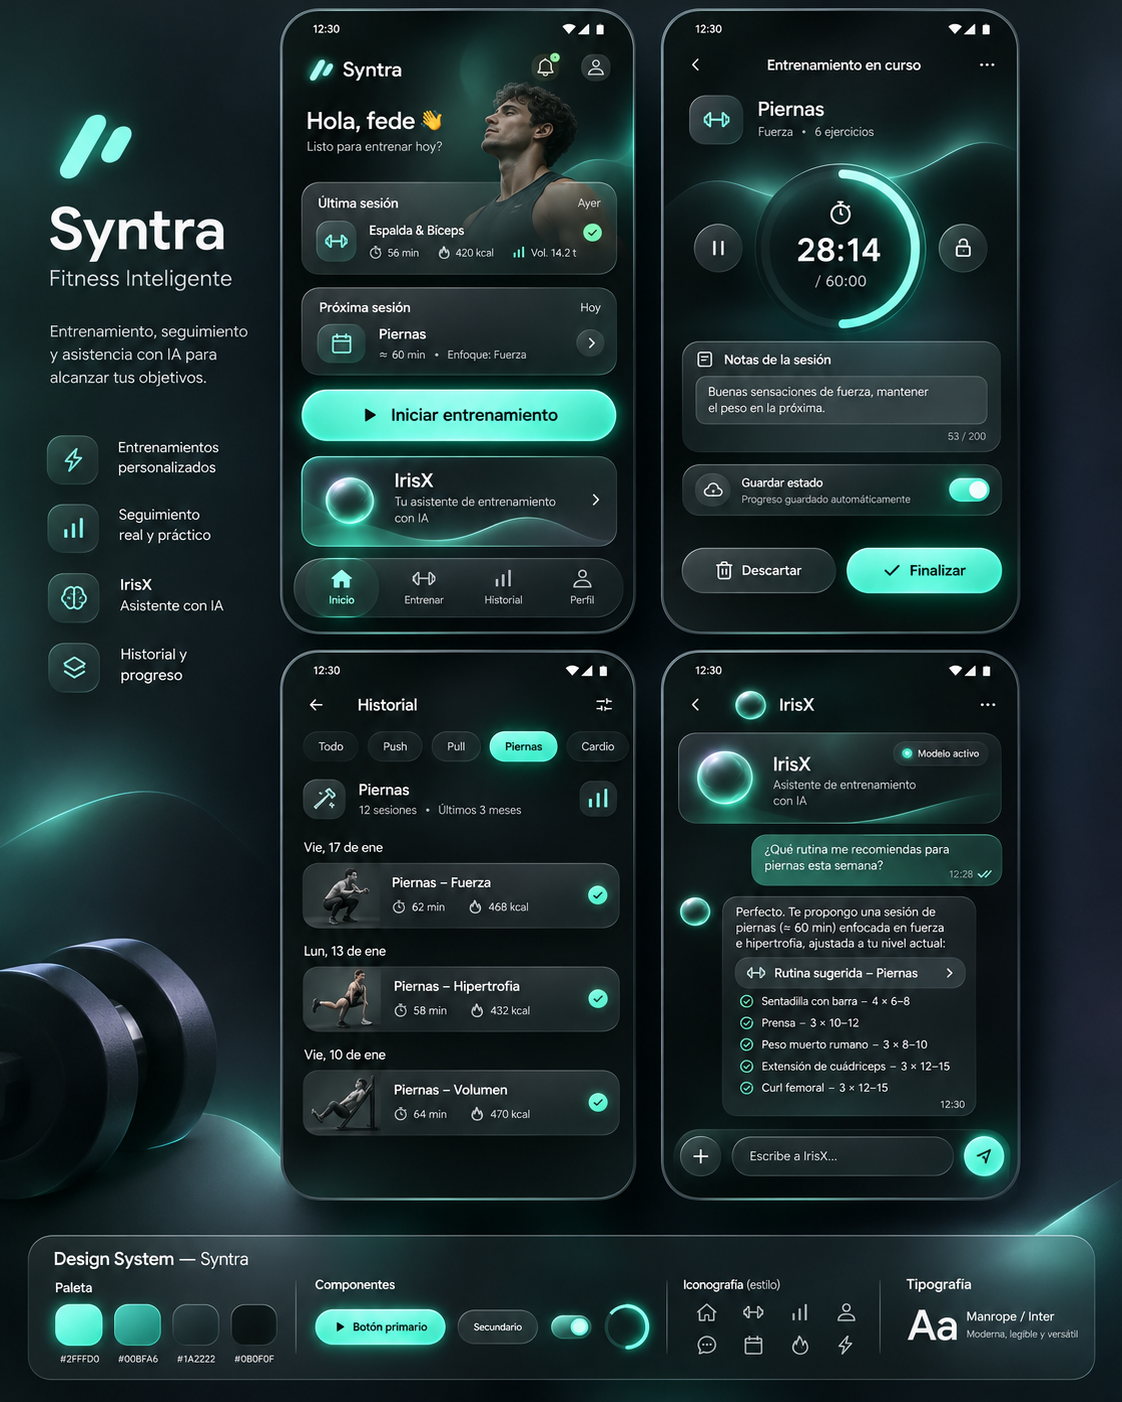 Syntra
Fitness Inteligente
Entrenamiento, seguimiento
y asistencia con IA para
alcanzar tus objetivos.
Entrenamientos
personalizados
Seguimiento
real y práctico
IrisX
Asistente con IA
Historial y
progreso
12:30
Syntra
Hola, fede 👋
Listo para entrenar hoy?
Última sesión
Ayer
Espalda & Bíceps
56 min
420 kcal
Vol. 14.2 t
Próxima sesión
Hoy
Piernas
≈ 60 min • Enfoque: Fuerza
Iniciar entrenamiento
IrisX
Tu asistente de entrenamiento
con IA
Inicio
Entrenar
Historial
Perfil
12:30
Entrenamiento en curso
Piernas
Fuerza • 6 ejercicios
28:14
/ 60:00
Notas de la sesión
Buenas sensaciones de fuerza, mantener
el peso en la próxima.
53 / 200
Guardar estado
Progreso guardado automáticamente
Descartar
Finalizar
12:30
Historial
Todo
Push
Pull
Piernas
Cardio
Piernas
12 sesiones • Últimos 3 meses
Vie, 17 de ene
Piernas – Fuerza
62 min
468 kcal
Lun, 13 de ene
Piernas – Hipertrofia
58 min
432 kcal
Vie, 10 de ene
Piernas – Volumen
64 min
470 kcal
12:30
IrisX
IrisX
Modelo activo
Asistente de entrenamiento
con IA
¿Qué rutina me recomiendas para
piernas esta semana?
12:28
Perfecto. Te propongo una sesión de
piernas (≈ 60 min) enfocada en fuerza
e hipertrofia, ajustada a tu nivel actual:
Rutina sugerida – Piernas
Sentadilla con barra – 4 × 6–8
Prensa – 3 × 10–12
Peso muerto rumano – 3 × 8–10
Extensión de cuádriceps – 3 × 12–15
Curl femoral – 3 × 12–15
12:30
Escribe a IrisX...
Design System — Syntra
Paleta
#2FFFD0
#00BFA6
#1A2222
#0B0F0F
Componentes
Botón primario
Secundario
Iconografía (estilo)
Tipografía
Aa
Manrope / Inter
Moderna, legible y versátil